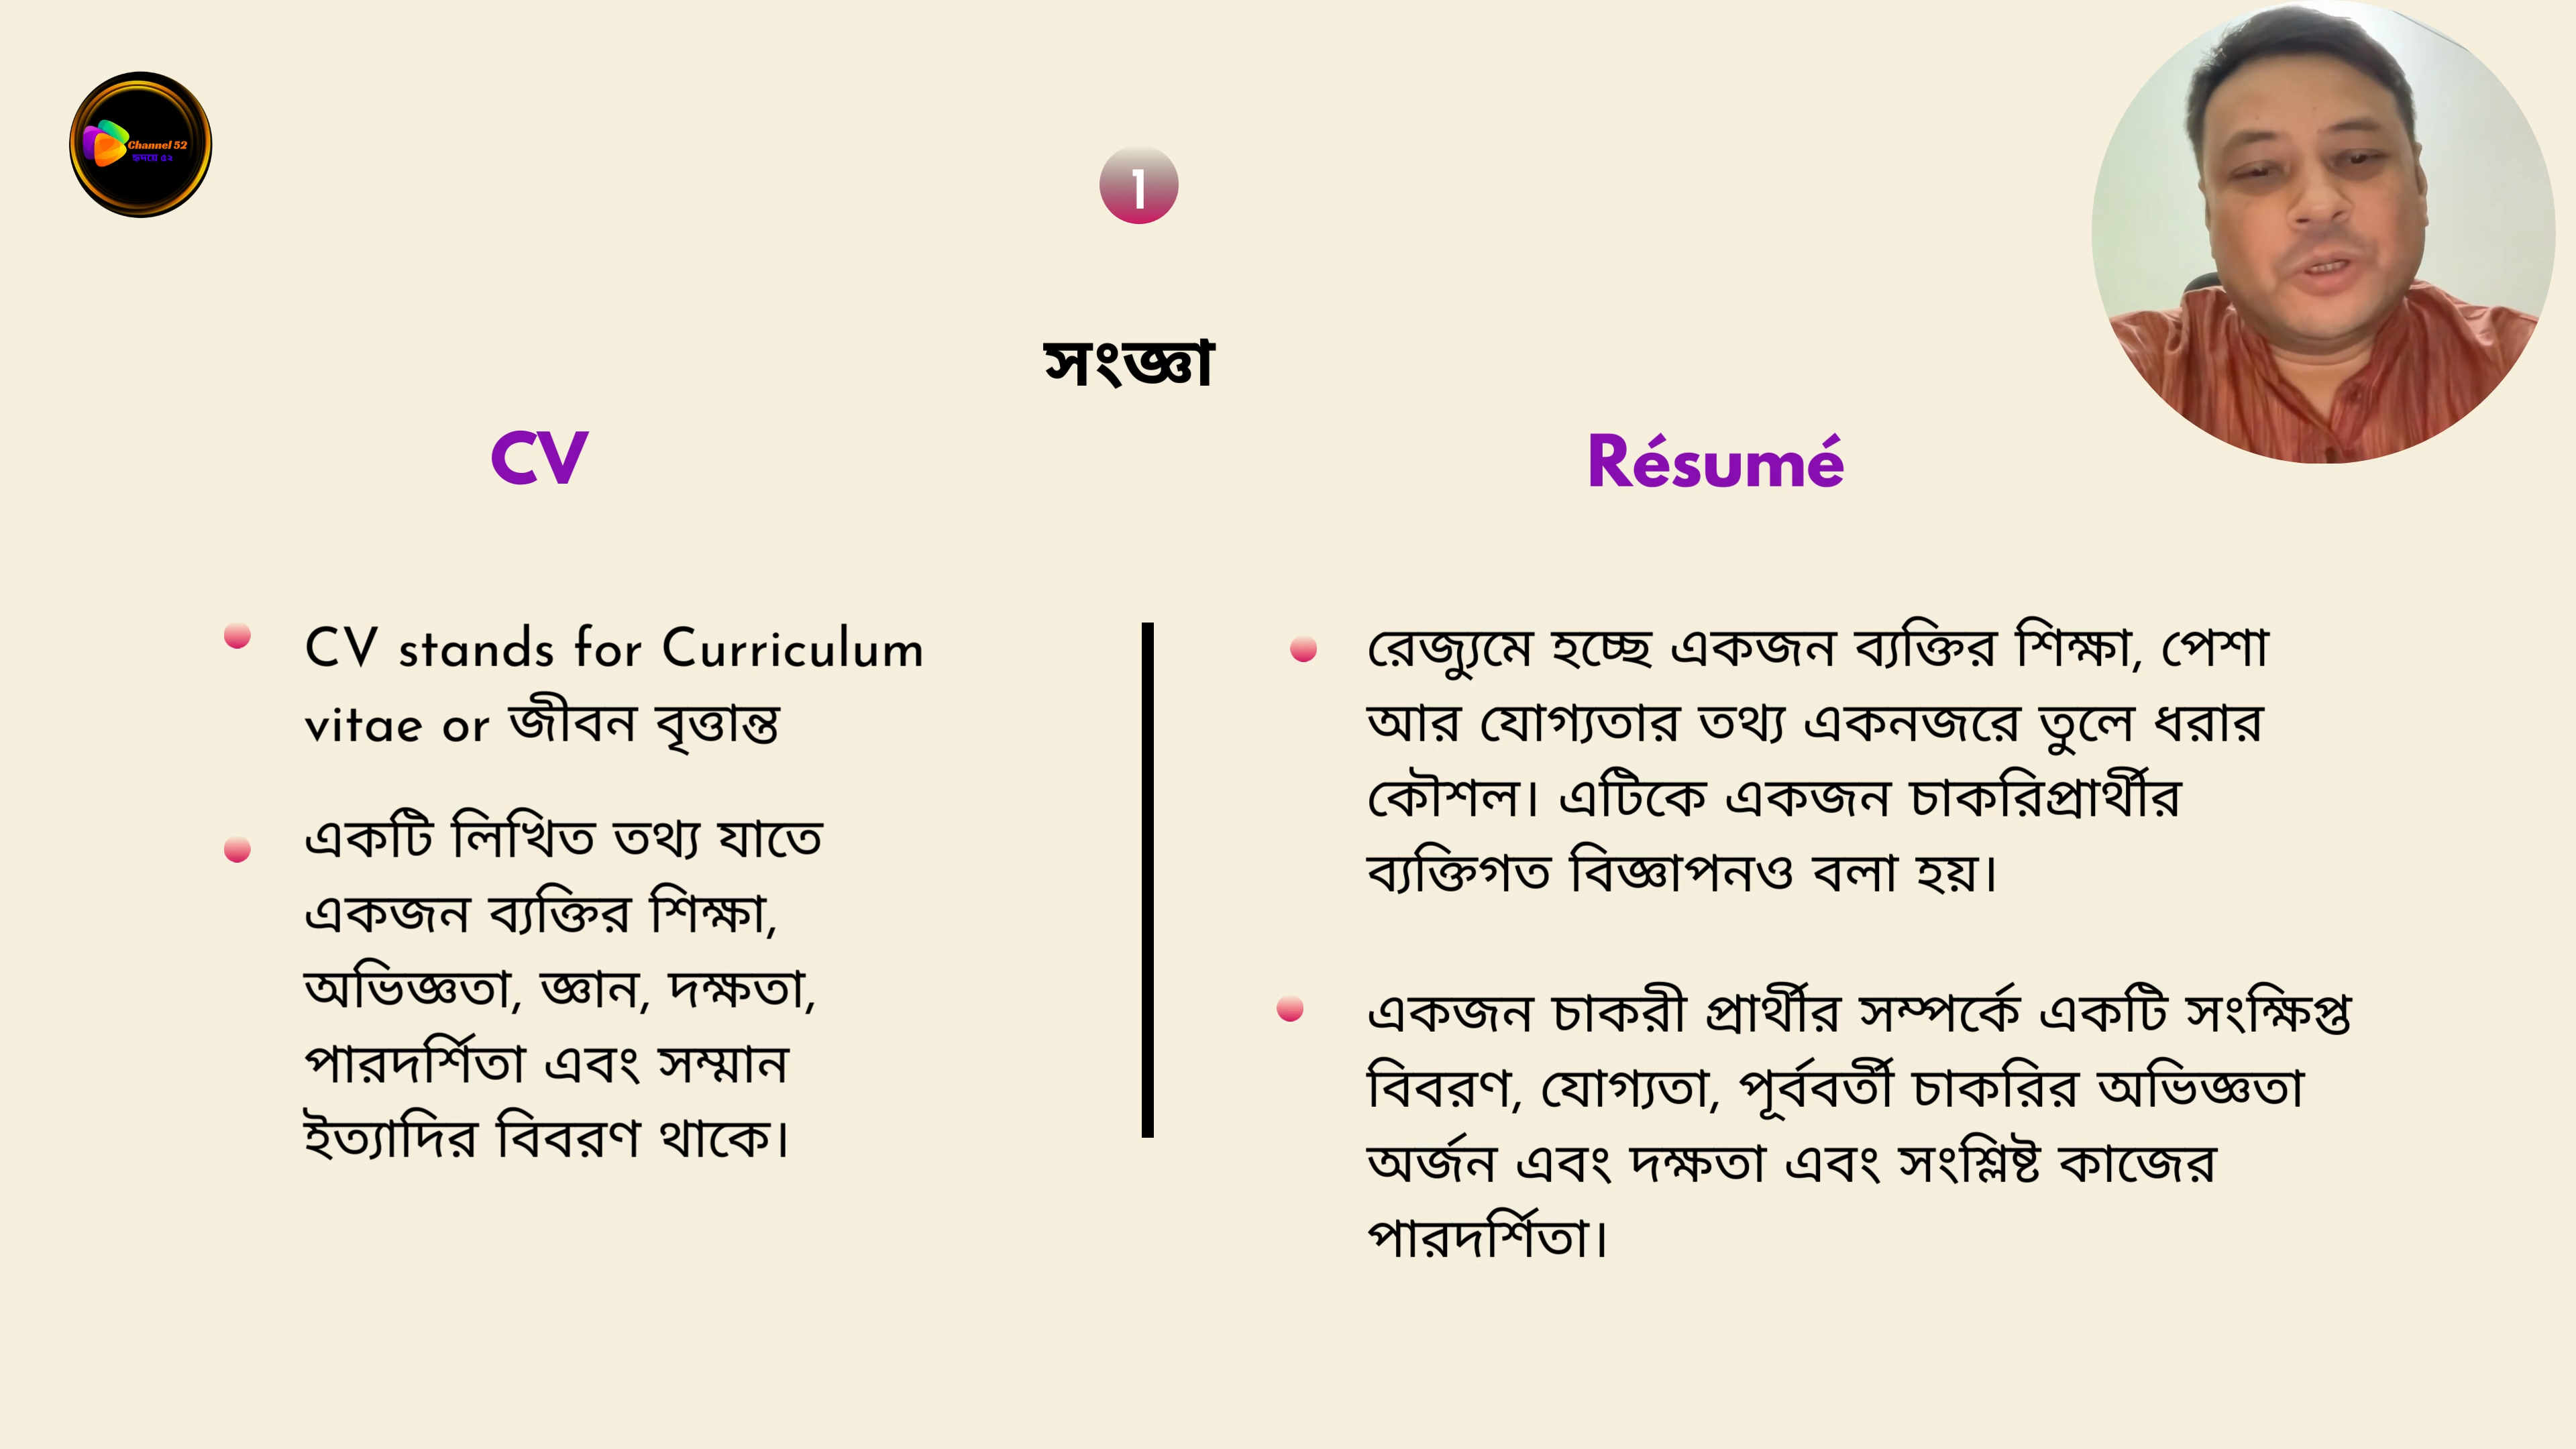 Channel 52
হৃদয়ে ৫২
1
সংজ্ঞা
CV
CV stands for Curriculum
vitae or জীবন বৃত্তান্ত
একটি লিখিত তথ্য যাতে
একজন ব্যক্তির শিক্ষা,
অভিজ্ঞতা, জ্ঞান, দক্ষতা,
পারদর্শিতা এবং সম্মান
ইত্যাদির বিবরণ থাকে।
Résumé
রেজ্যুমে হচ্ছে একজন ব্যক্তির শিক্ষা, পেশা
আর যোগ্যতার তথ্য একনজরে তুলে ধরার
কৌশল। এটিকে একজন চাকরিপ্রার্থীর
ব্যক্তিগত বিজ্ঞাপনও বলা হয়।
একজন চাকরী প্রার্থীর সম্পর্কে একটি সংক্ষিপ্ত
বিবরণ, যোগ্যতা, পূর্ববর্তী চাকরির অভিজ্ঞতা
অর্জন এবং দক্ষতা এবং সংশ্লিষ্ট কাজের
পারদর্শিতা।